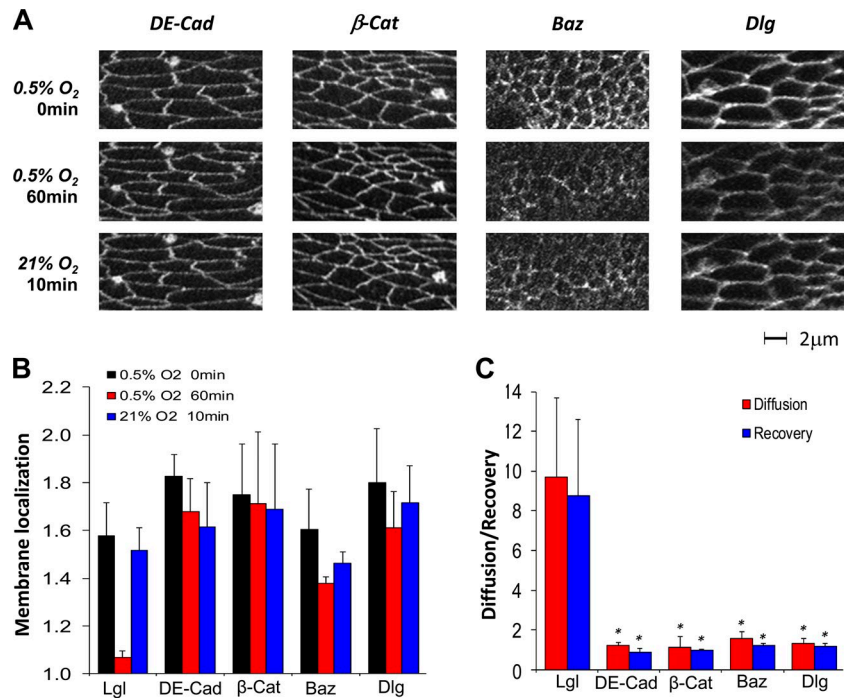 A
DE-Cad β-Cat Baz Dlg
0.5% O2
0min
0.5% O2
60min
21% O2
10min
2μm
B
0.5% O2 0min
0.5% O2 60min
21% O2 10min
2.2
2.0
1.8
1.6
1.4
1.2
1.0
Membrane localization
Lgl DE-Cad β-Cat Baz Dlg
C
Diffusion
Recovery
14
12
10
8
6
4
2
0
Diffusion/Recovery
* * * * * * * *
Lgl DE-Cad β-Cat Baz Dlg